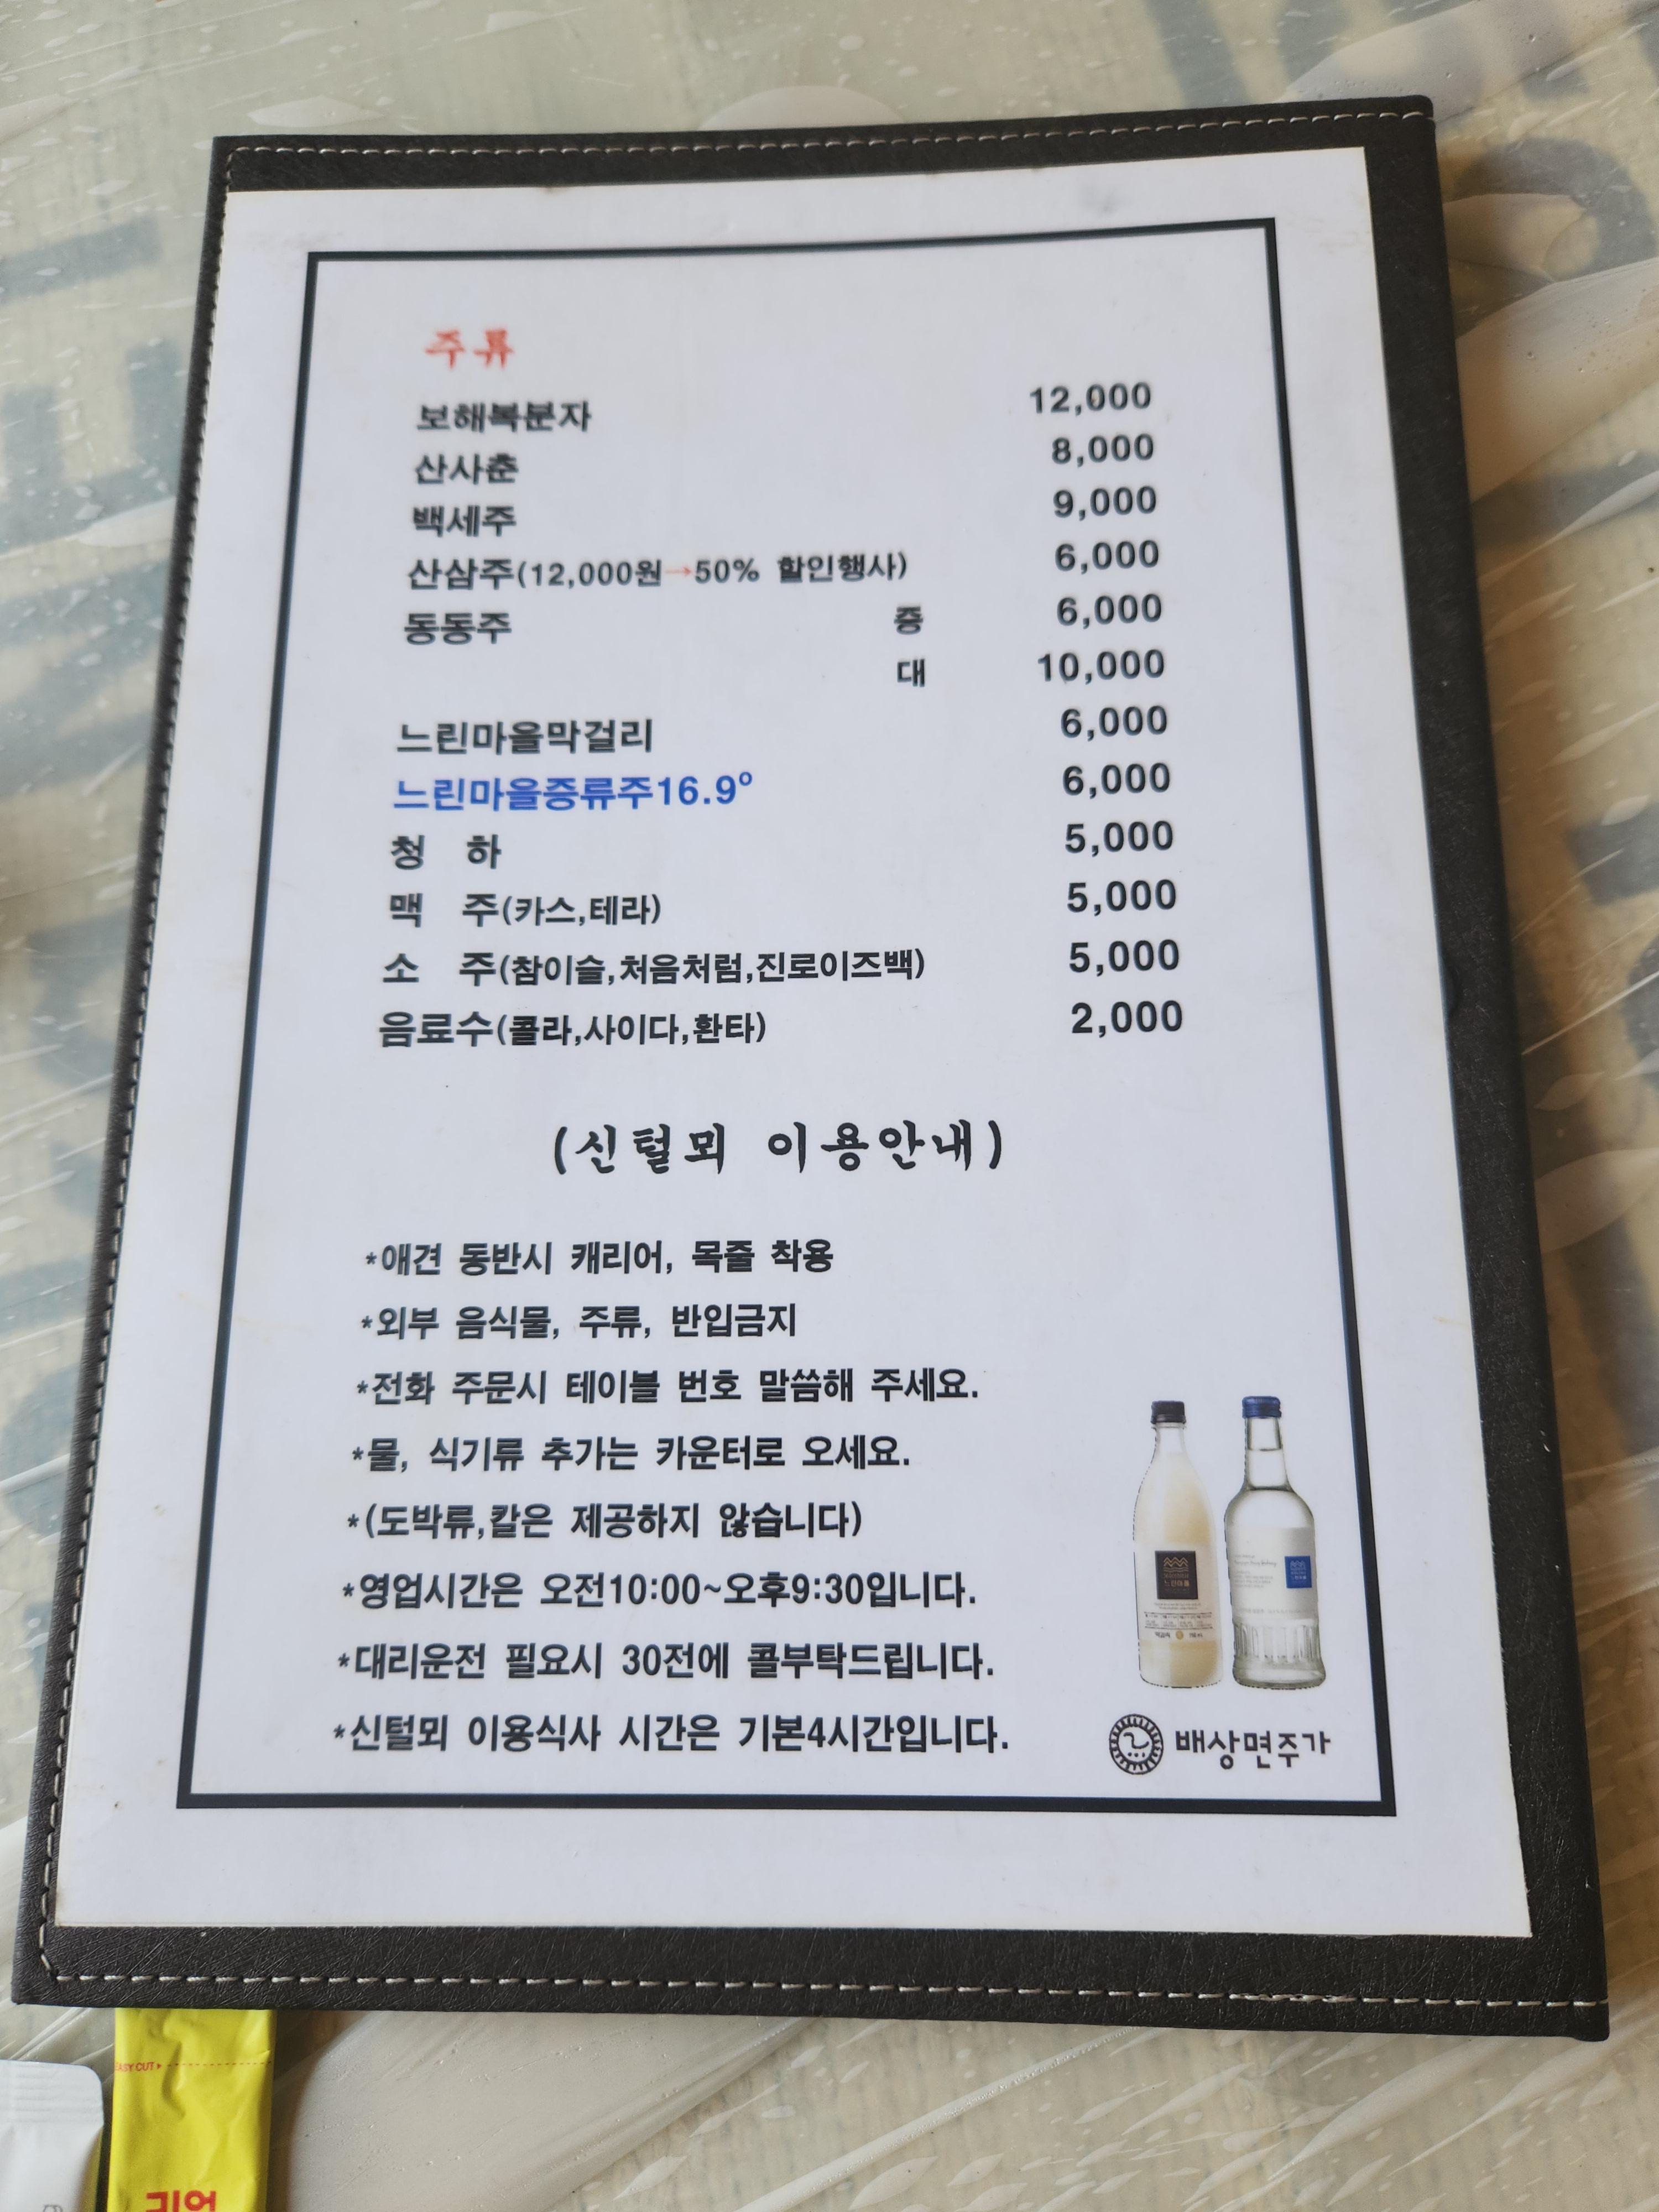 주류
보해복분자 12,000
산사춘 8,000
백세주 9,000
산삼주(12,000원→50% 할인행사) 6,000
동동주 중 6,000
대 10,000
느린마을막걸리 6,000
느린마을증류주16.9° 6,000
청 하 5,000
맥 주(카스,테라) 5,000
소 주(참이슬,처음처럼,진로이즈백) 5,000
음료수(콜라,사이다,환타) 2,000
(신털뫼 이용안내)
*애견 동반시 캐리어, 목줄 착용
*외부 음식물, 주류, 반입금지
*전화 주문시 테이블 번호 말씀해 주세요.
*물, 식기류 추가는 카운터로 오세요.
*(도박류,칼은 제공하지 않습니다)
*영업시간은 오전10:00~오후9:30입니다.
*대리운전 필요시 30전에 콜부탁드립니다.
*신털뫼 이용식사 시간은 기본4시간입니다.
느린마을
배상면주가
EASY CUT